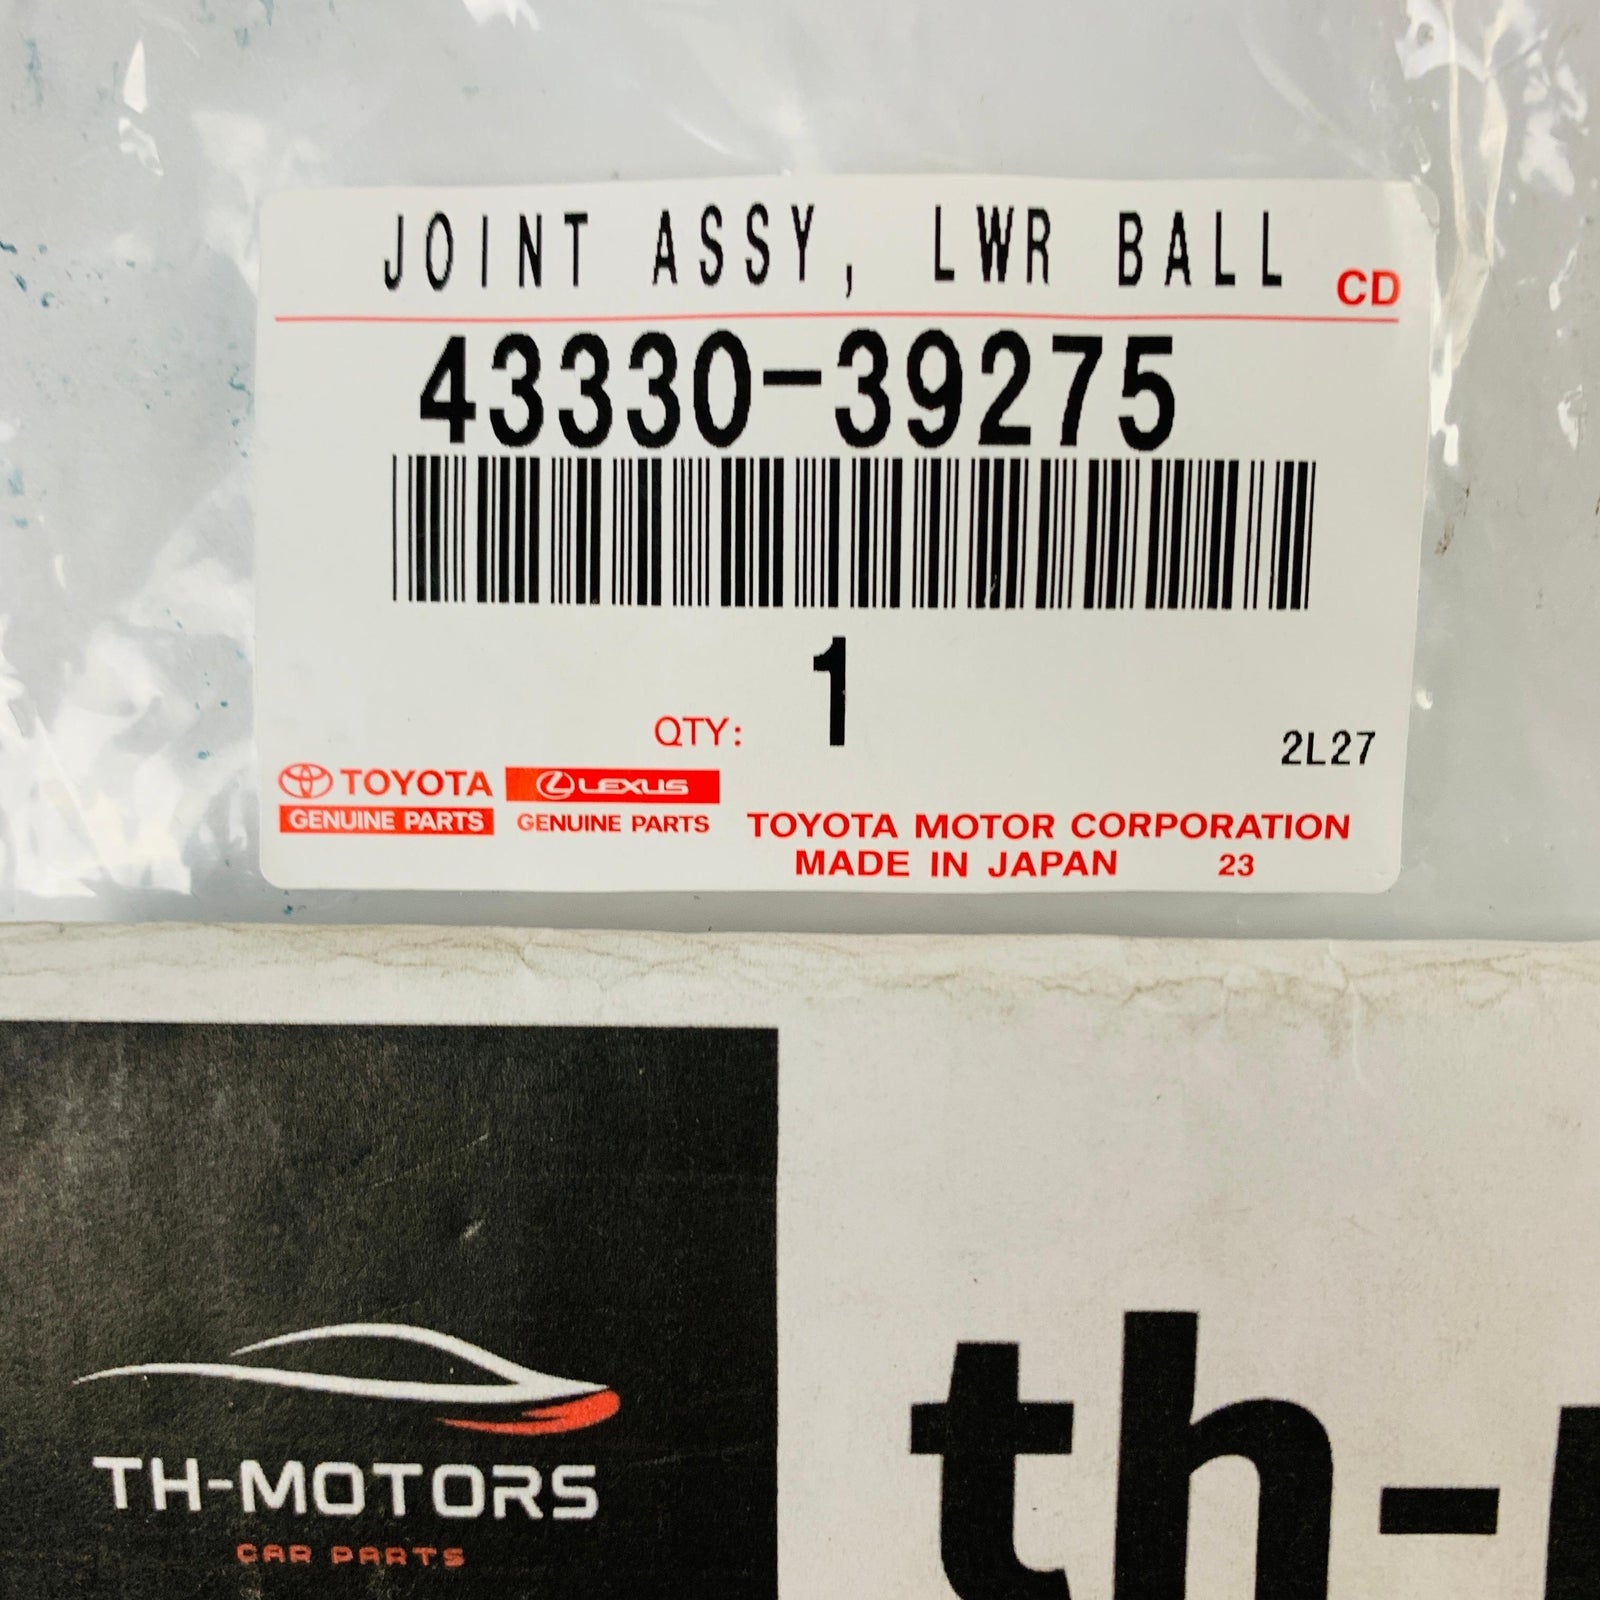 JOINT ASSY, LWR BALL
CD
43330-39275
1
QTY:
2L27
TOYOTA
GENUINE PARTS
LEXUS
GENUINE PARTS
TOYOTA MOTOR CORPORATION
MADE IN JAPAN 23
TH-MOTORS
CAR PARTS
th-